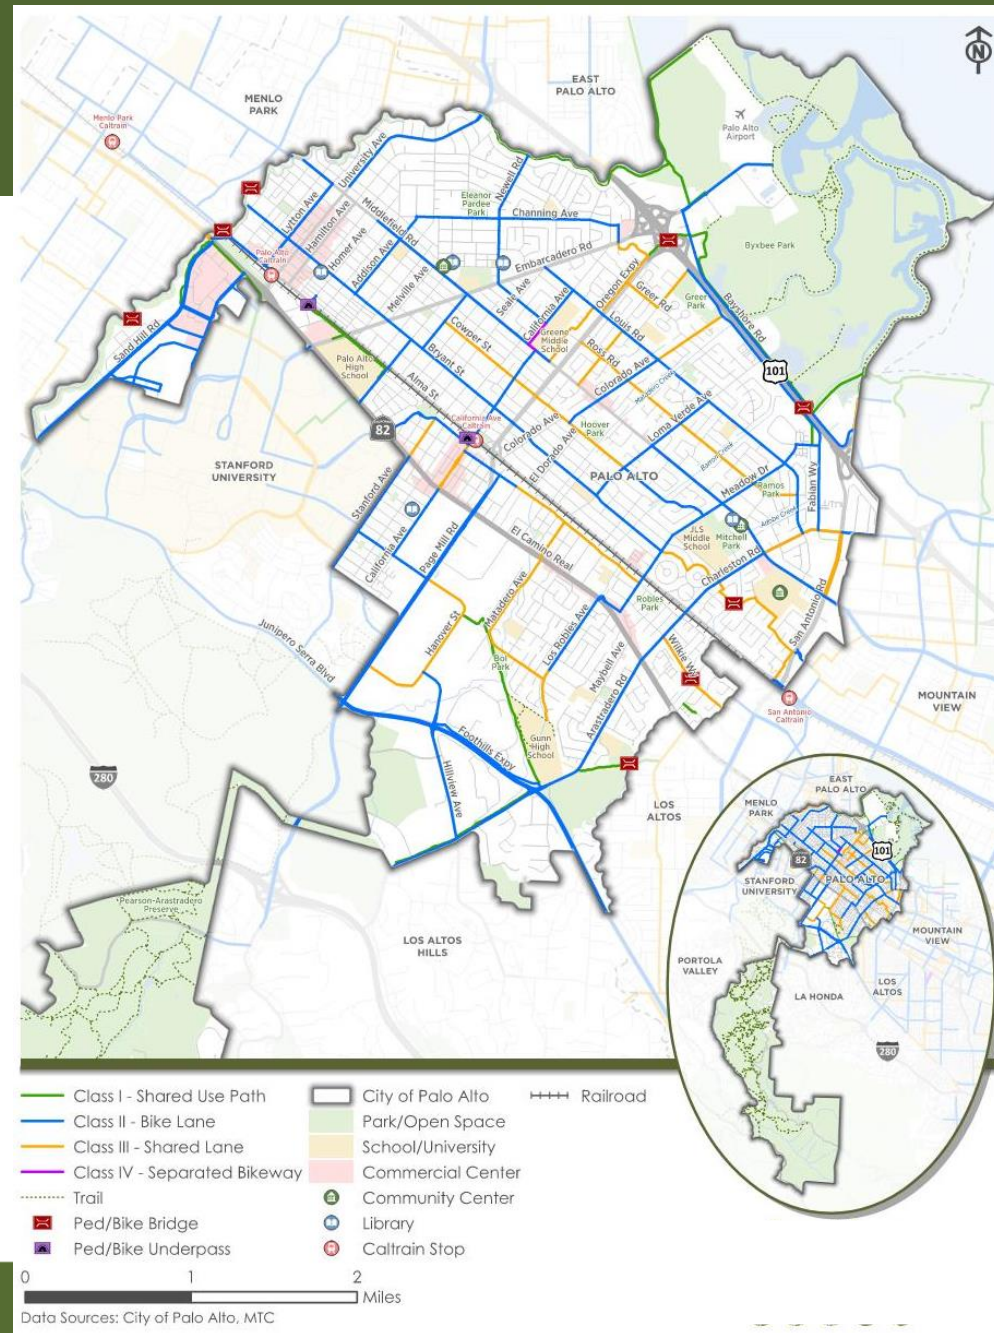 N
EAST
PALO ALTO
MENLO
PARK
Menlo Park
Caltrain
Palo Alto
Airport
University Ave
Newell Rd
Eleanor
Pardee
Park
Lytton Ave
Hamilton Ave
Middlefield Rd
Channing Ave
Homer Ave
Addison Ave
Embarcadero Rd
Byxbee Park
Palo Alto
Caltrain
Melville Ave
Seale Ave
California Ave
Oregon Expy
Greer Rd
Greer
Park
Bayshore Rd
Sand Hill Rd
Cowper St
Greene
Middle
School
Louis Rd
Ross Rd
Palo Alto
High
School
Bryant St
Colorado Ave
Matadero Creek
101
Alma St
Loma Verde Ave
82
California Ave
Caltrain
Colorado Ave
Hoover
Park
El Dorado Ave
Barron Creek
STANFORD
UNIVERSITY
PALO ALTO
Meadow Dr
Fabian Wy
Stanford Ave
Ramos
Park
Adobe Creek
California Ave
Page Mill Rd
El Camino Real
JLS
Middle
School
Mitchell
Park
Charleston Rd
Matadero Ave
Robles
Park
San Antonio Rd
Hanover St
Los Robles Ave
Junipero Serra Blvd
Bol
Park
Maybell Ave
Wilkie Way
Arastradero Rd
San Antonio
Caltrain
MOUNTAIN
VIEW
Foothills Expy
Gunn
High
School
280
Hillview Ave
LOS
ALTOS
Pearson-Arastradero
Preserve
LOS ALTOS
HILLS
EAST
PALO ALTO
MENLO
PARK
101
82
STANFORD
UNIVERSITY
PALO ALTO
MOUNTAIN
VIEW
PORTOLA
VALLEY
LOS
ALTOS
LA HONDA
280
Class I - Shared Use Path
Class II - Bike Lane
Class III - Shared Lane
Class IV - Separated Bikeway
Trail
Ped/Bike Bridge
Ped/Bike Underpass
City of Palo Alto
Park/Open Space
School/University
Commercial Center
Community Center
Library
Caltrain Stop
Railroad
0 1 2
Miles
Data Sources: City of Palo Alto, MTC